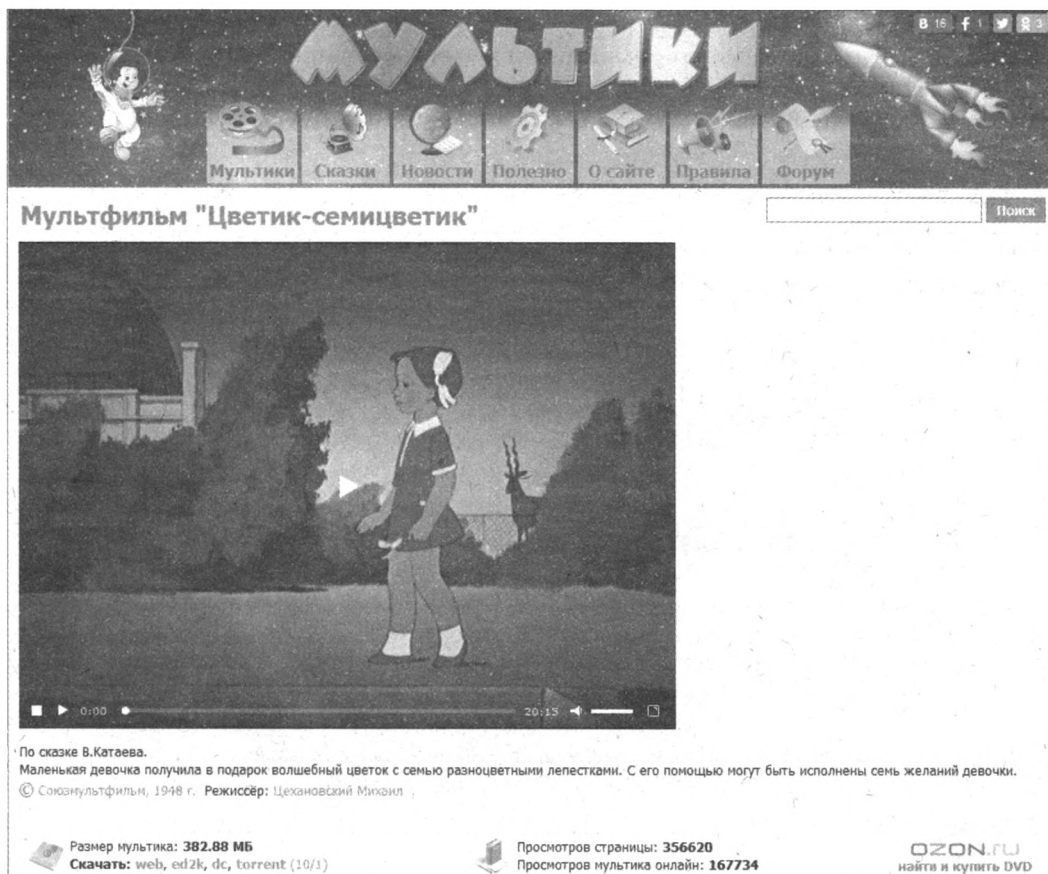 В 16 f 1 3
МУЛЬТИКИ
Мультики Сказки Новости Полезно О сайте Правила Форум
Мультфильм "Цветик-семицветик"
Поиск
0:00 20:15
По сказке В.Катаева.
Маленькая девочка получила в подарок волшебный цветок с семью разноцветными лепестками. С его помощью могут быть исполнены семь желаний девочки.
© Союзмультфильм, 1948 г. Режиссёр: Цехановский Михаил
Размер мультика: 382.88 МБ
Скачать: web, ed2k, dc, torrent (10/1)
Просмотров страницы: 356620
Просмотров мультика онлайн: 167734
OZON.ru
найти и купить DVD